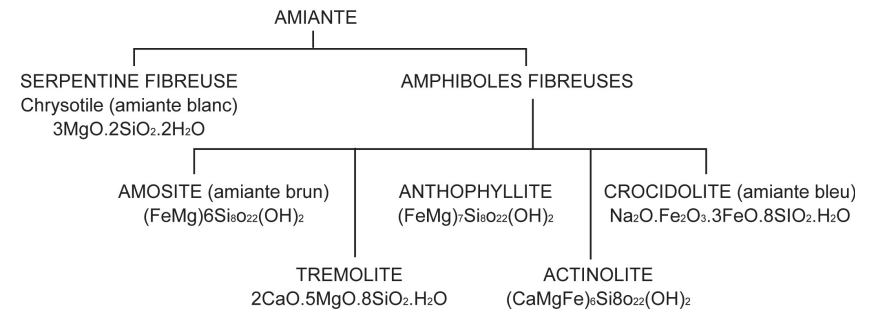 AMIANTE
SERPENTINE FIBREUSE
Chrysotile (amiante blanc)
3MgO.2SiO₂.2H₂O
AMPHIBOLES FIBREUSES
AMOSITE (amiante brun)
(FeMg)6Si₈o₂₂(OH)₂
ANTHOPHYLLITE
(FeMg)₇Si₈o₂₂(OH)₂
CROCIDOLITE (amiante bleu)
Na₂O.Fe₂O₃.3FeO.8SIO₂.H₂O
TREMOLITE
2CaO.5MgO.8SiO₂.H₂O
ACTINOLITE
(CaMgFe)₆Si8o₂₂(OH)₂